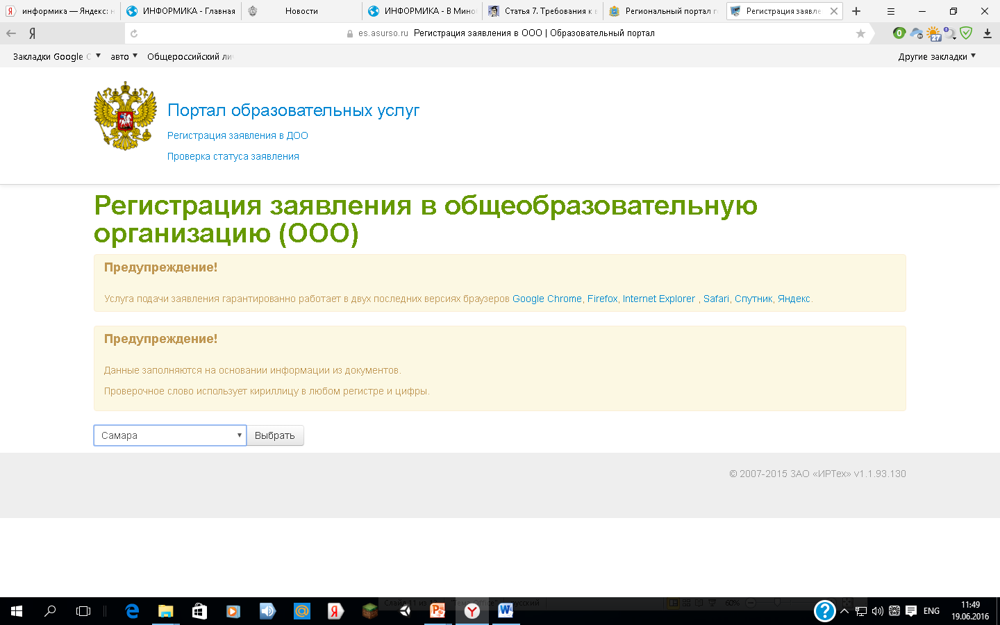 информика — Яндекс: н
ИНФОРМИКА - Главная
Новости
ИНФОРМИКА - В Мино
Статья 7. Требования к в
Региональный портал г
Регистрация заявле
es.asurso.ru Регистрация заявления в ООО | Образовательный портал
Закладки Google
авто
Общероссийский ли
Другие закладки
Портал образовательных услуг
Регистрация заявления в ДОО
Проверка статуса заявления
Регистрация заявления в общеобразовательную
организацию (ООО)
Предупреждение!
Услуга подачи заявления гарантированно работает в двух последних версиях браузеров Google Chrome, Firefox, Internet Explorer , Safari, Спутник, Яндекс.
Предупреждение!
Данные заполняются на основании информации из документов.
Проверочное слово использует кириллицу в любом регистре и цифры.
Самара
Выбрать
© 2007-2015 ЗАО «ИРТех» v1.1.93.130
60%
ENG
11:49
19.06.2016